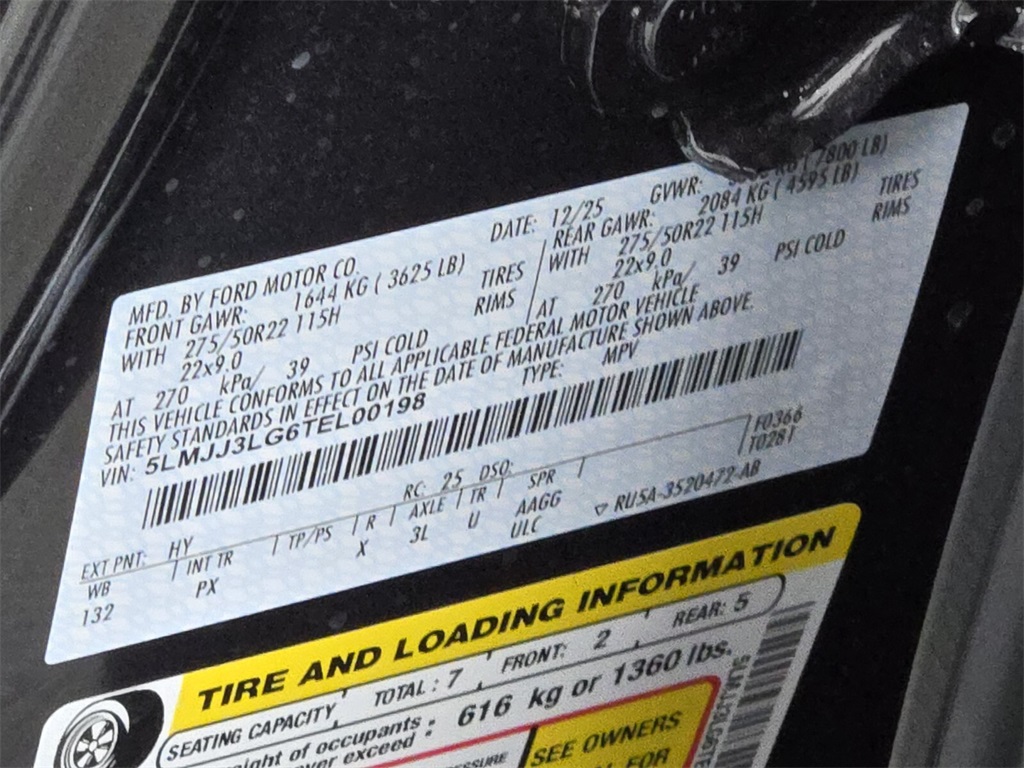 MFD. BY FORD MOTOR CO.
DATE: 12/25 GVWR: KG ( 7800 LB)
FRONT GAWR: 1644 KG ( 3625 LB)
REAR GAWR: 2084 KG ( 4595 LB)
WITH 275/50R22 115H TIRES
WITH 275/50R22 115H TIRES
22x9.0 RIMS
22x9.0 RIMS
AT 270 kPa/ 39 PSI COLD
AT 270 kPa/ 39 PSI COLD
THIS VEHICLE CONFORMS TO ALL APPLICABLE FEDERAL MOTOR VEHICLE
SAFETY STANDARDS IN EFFECT ON THE DATE OF MANUFACTURE SHOWN ABOVE.
VIN: 5LMJJ3LG6TEL00198 TYPE: MPV
F0366
T0281
EXT PNT: HY RC: 25 DSO:
WB INT TR TP/PS R AXLE TR SPR
132 PX X 3L U AAGG
ULC
▽ RU5A-3520472-AB
TIRE AND LOADING INFORMATION
SEATING CAPACITY TOTAL : 7 FRONT: 2 REAR: 5
of occupants
exceed : 616 kg or 1360 lbs.
SEE OWNERS
FOR